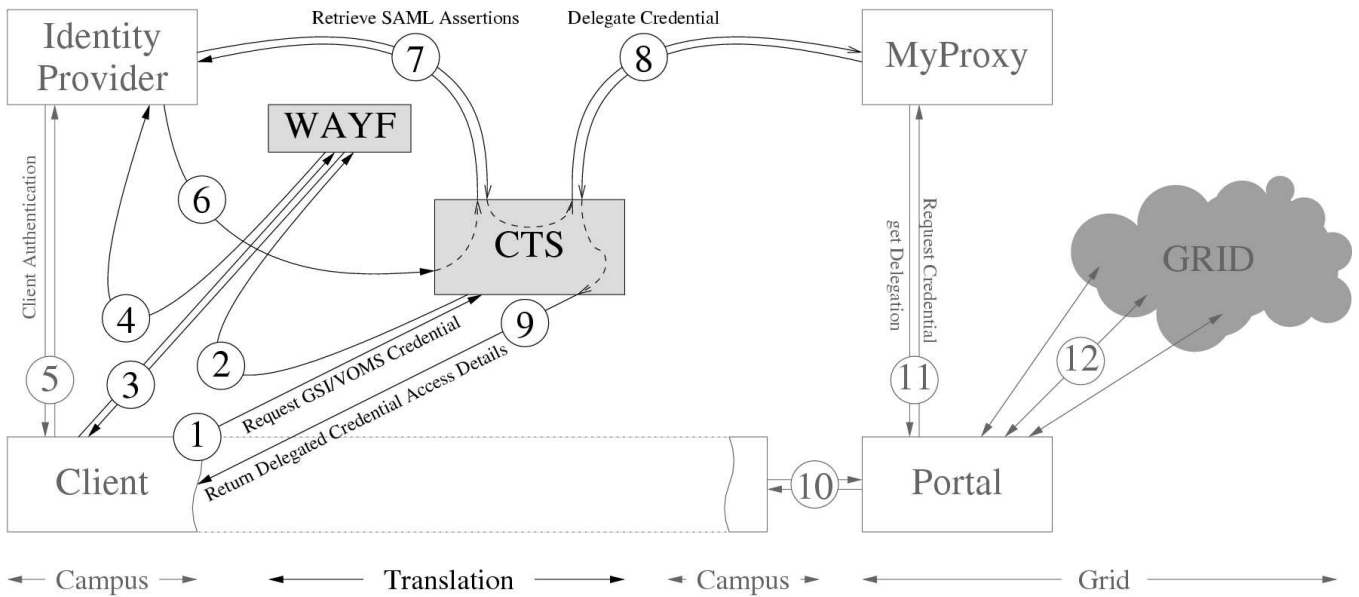 Retrieve SAML Assertions
Delegate Credential
Identity
Provider
7
8
MyProxy
WAYF
Client Authentication
6
CTS
get Delegation
Request Credential
GRID
4
2
3
9
5
Request GSI/VOMS Credential
Return Delegated Credential Access Details
11
12
1
Client
10
Portal
Campus
Translation
Campus
Grid